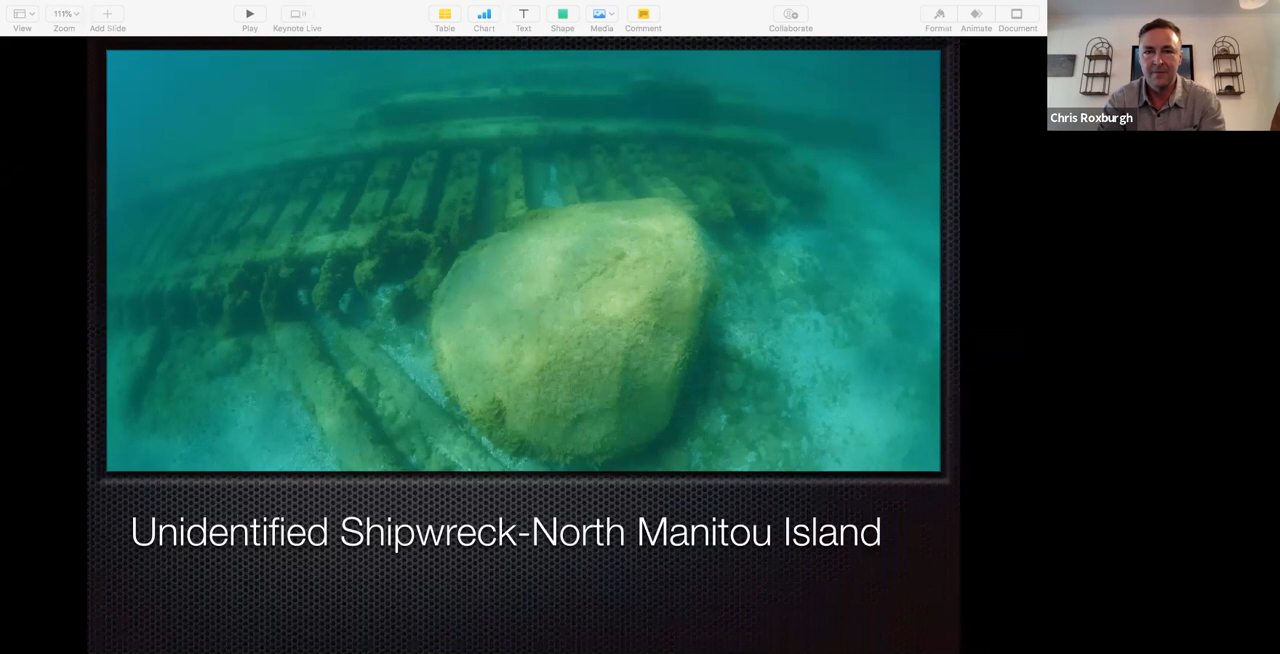 View
Zoom
Add Slide
Play
Keynote Live
Table
Chart
Text
Shape
Media
Comment
Collaborate
Format
Animate
Document
111%
T
Chris Roxburgh
Unidentified Shipwreck-North Manitou Island